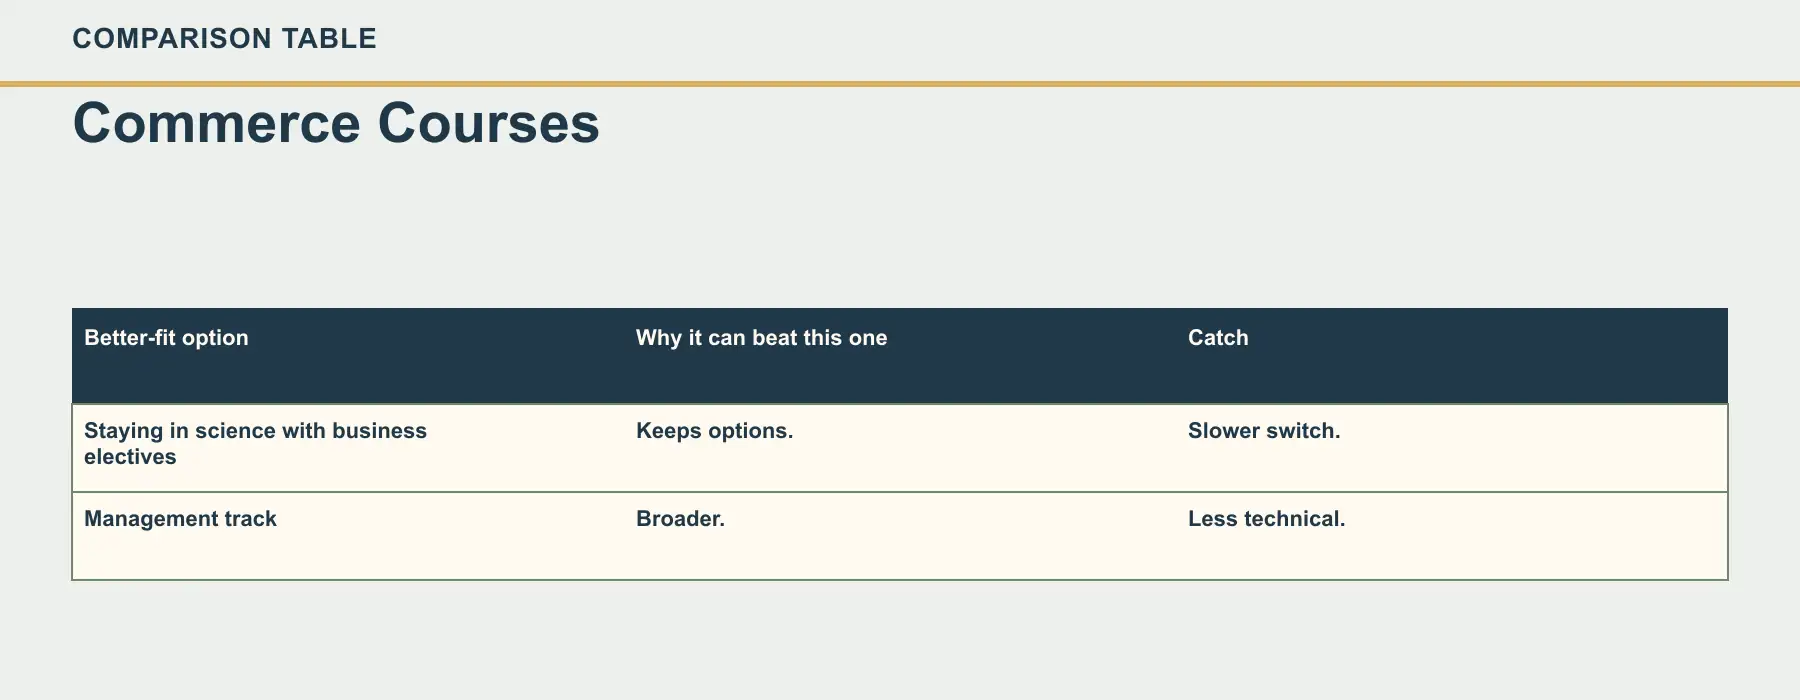 COMPARISON TABLE
Commerce Courses
Better-fit option
Why it can beat this one
Catch
Staying in science with business
electives
Keeps options.
Slower switch.
Management track
Broader.
Less technical.